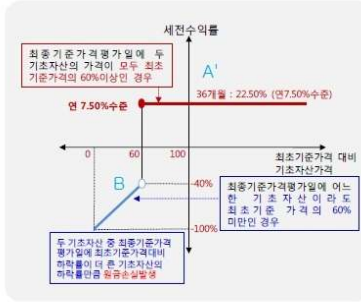 세전수익률
최종기준가격평가일에 두
기초자산의 가격이 모두 최초
기준가격의 60%이상인 경우
A'
36개월 : 22.50% (연7.50%수준)
연 7.50%수준
0
60
100
최초기준가격 대비
기초자산가격
B
-40%
최종기준가격평가일에 어느
한 기초자산이라도
최초기준 가격의 60%
미만인 경우
-100%
두 기초자산 중 최종기준가격
평가일에 최초기준가격대비
하락률이 더 큰 기초자산의
하락률만큼 원금손실발생